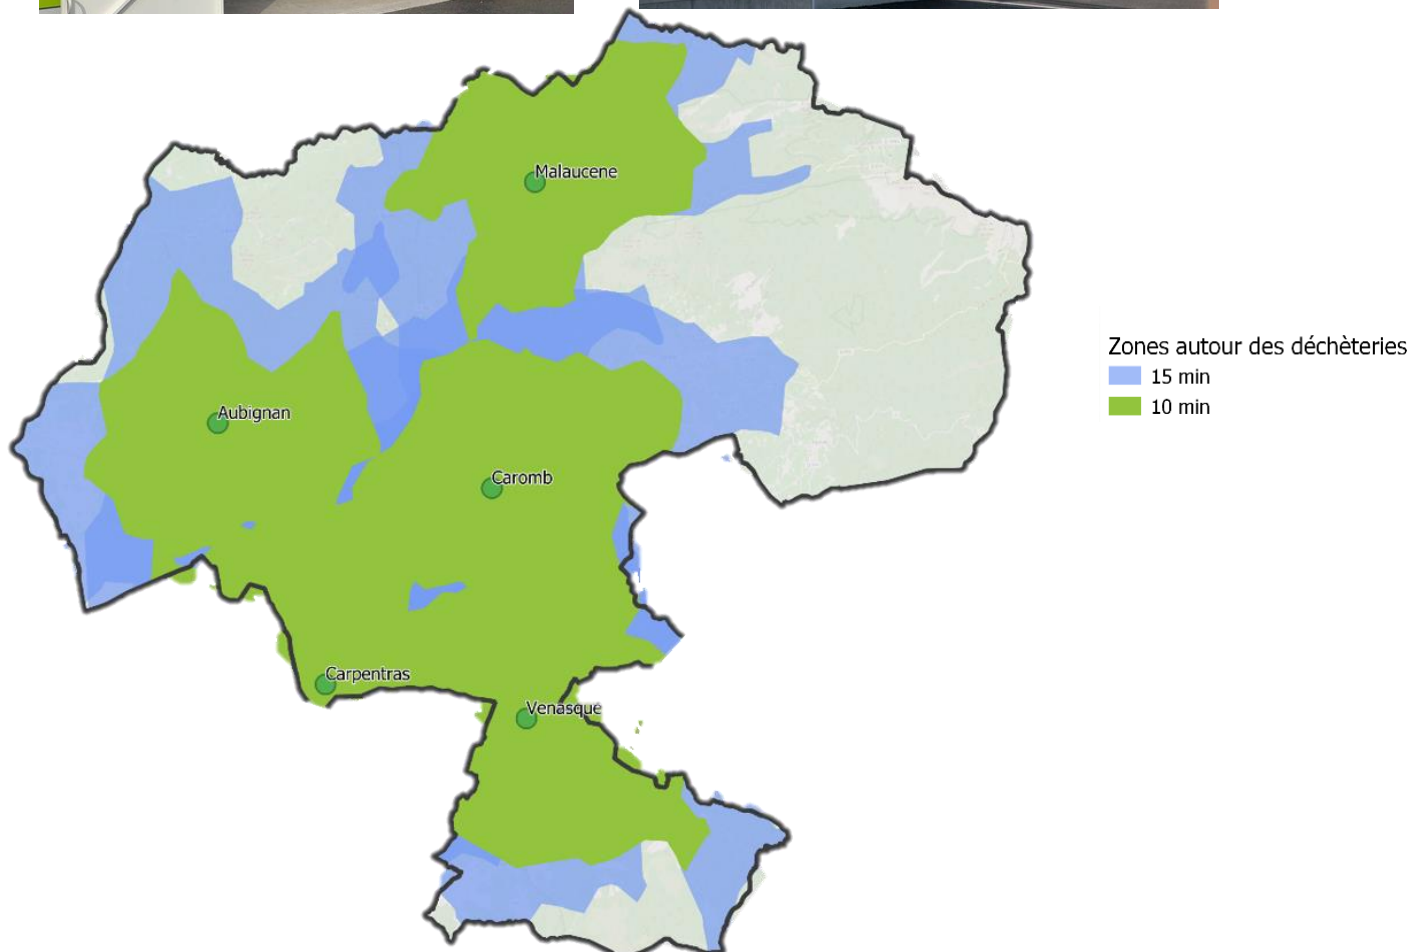 Malaucene
Zones autour des déchèteries
15 min
10 min
Aubignan
Caromb
Carpentras
Venasque